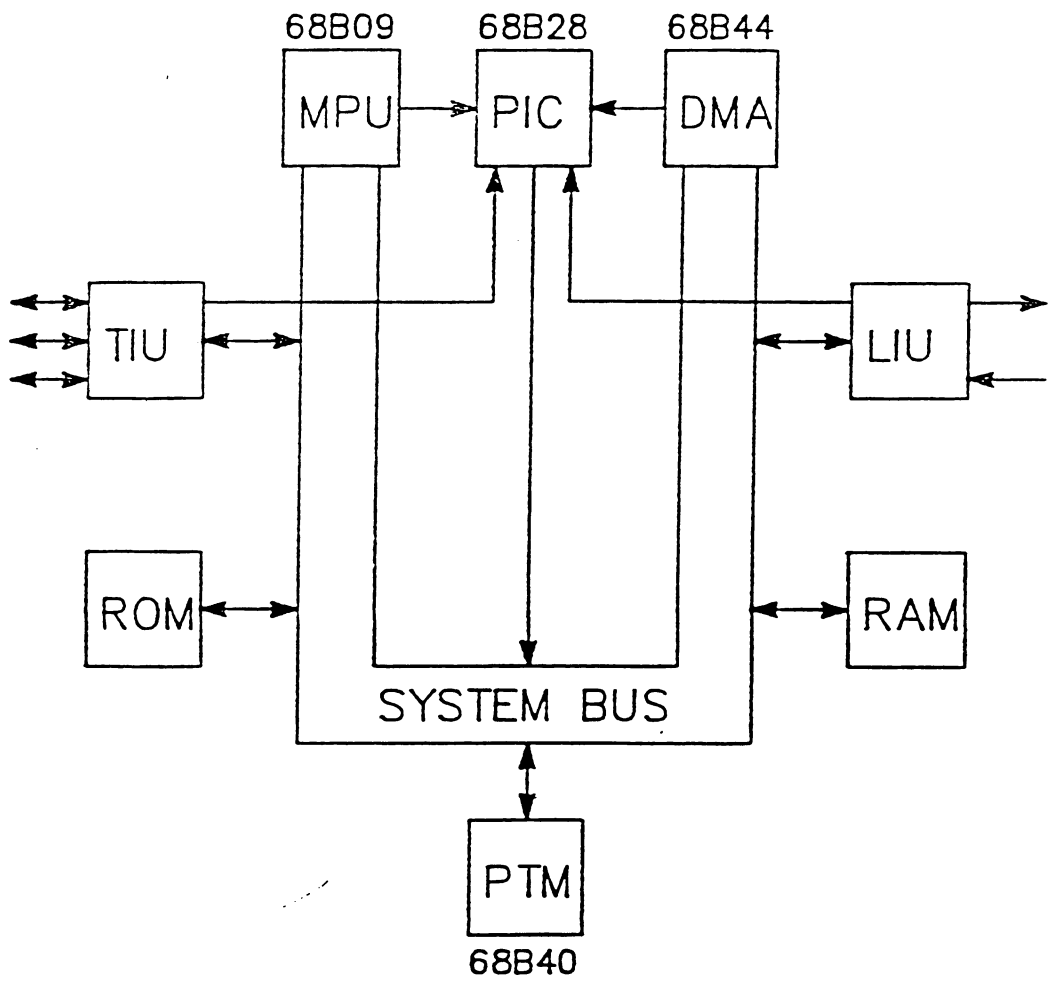 68B09
68B28
68B44
MPU
PIC
DMA
TIU
LIU
ROM
RAM
SYSTEM BUS
PTM
68B40